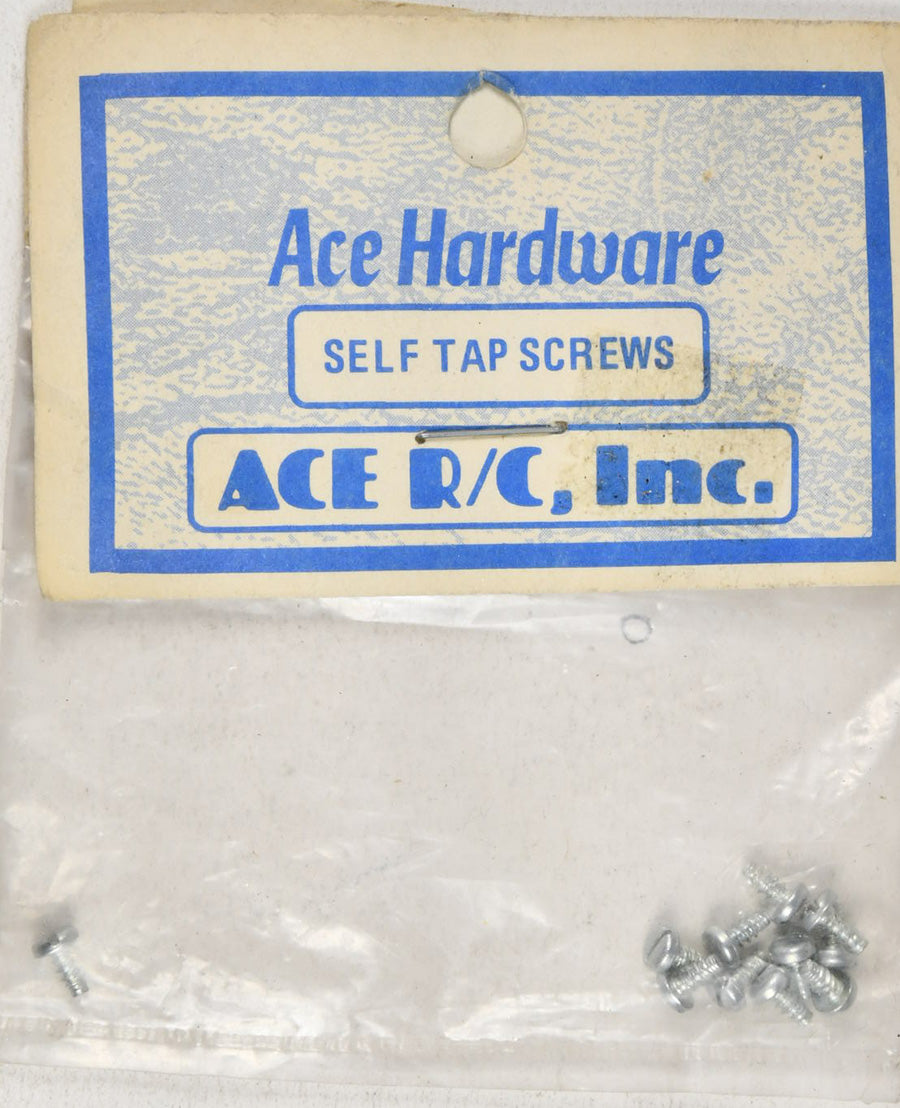 Ace Hardware
SELF TAP SCREWS
ACE R/C, Inc.